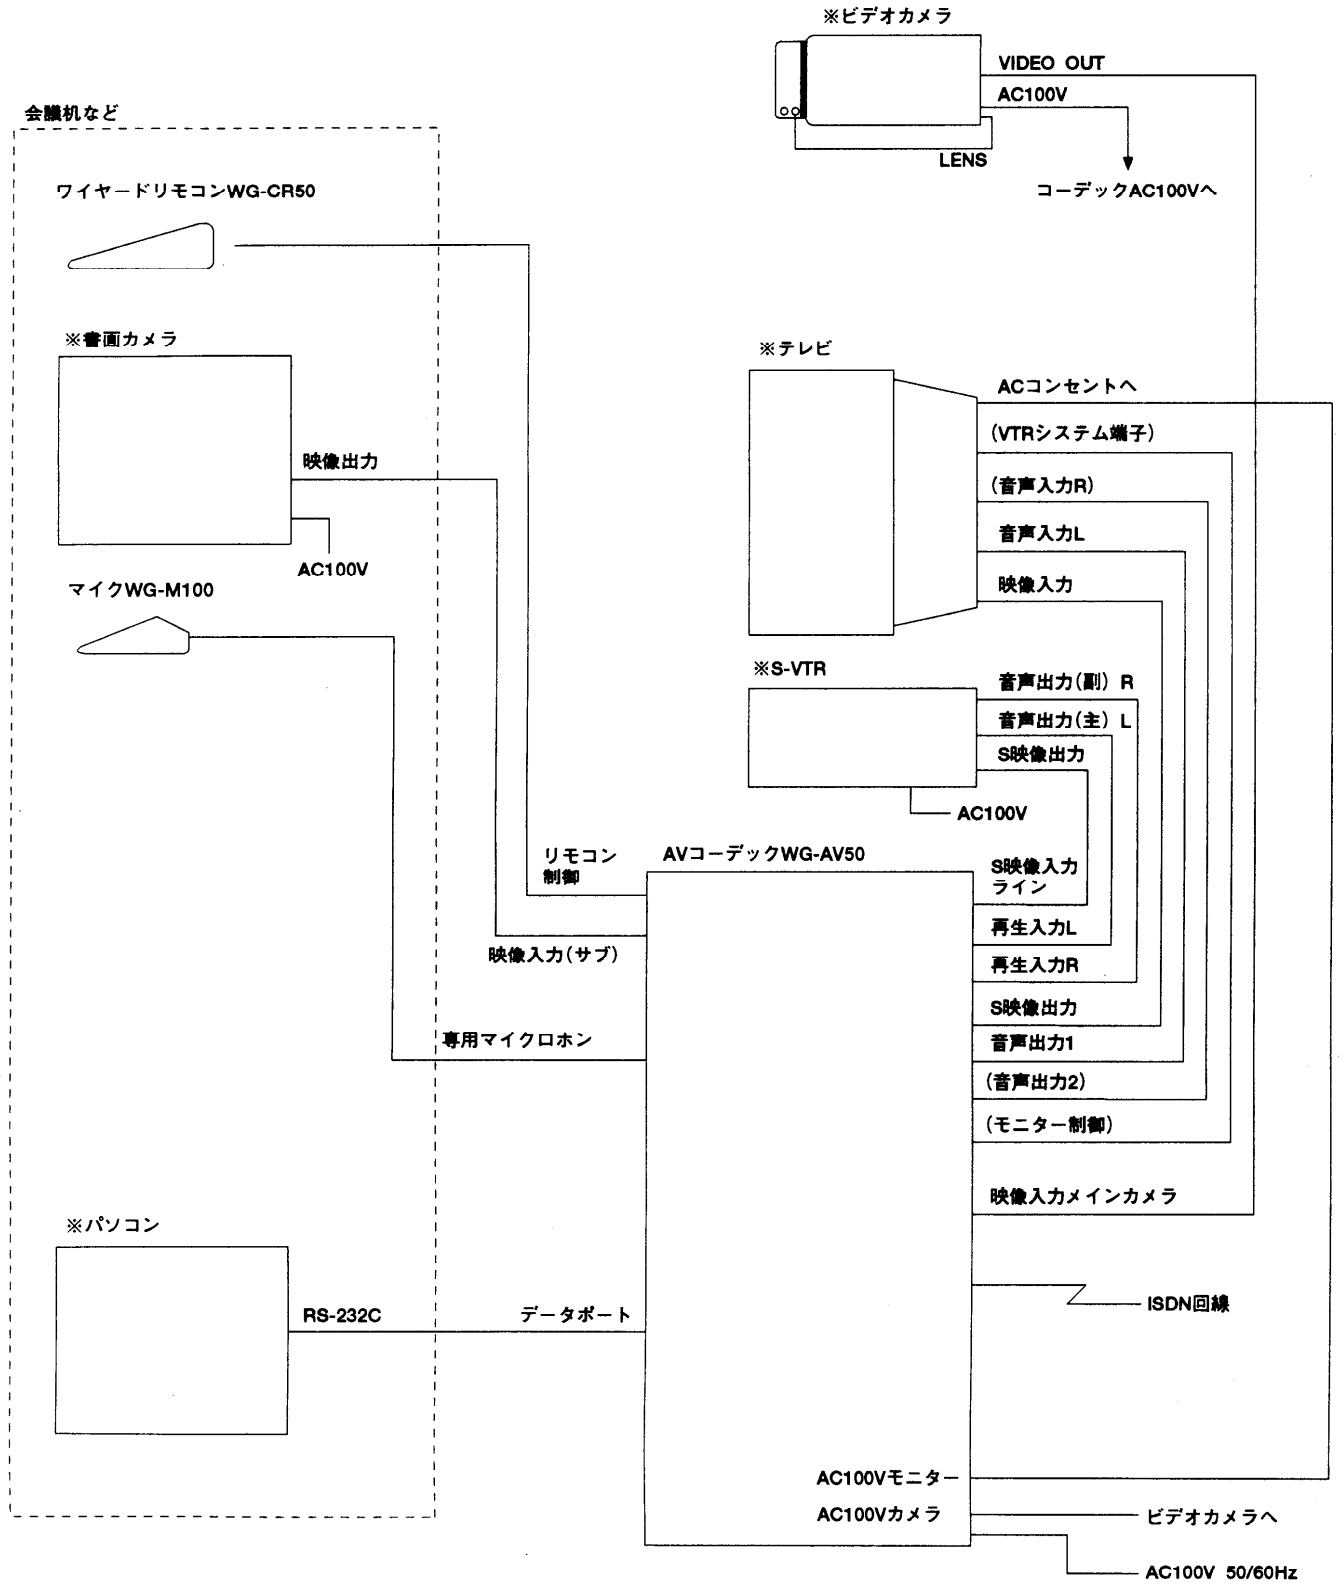 ※ビデオカメラ
VIDEO OUT
AC100V
LENS
コーデックAC100Vへ
会議机など
ワイヤードリモコンWG-CR50
※書画カメラ
映像出力
AC100V
マイクWG-M100
※テレビ
ACコンセントへ
(VTRシステム端子)
(音声入力R)
音声入力L
映像入力
※S-VTR
音声出力(副) R
音声出力(主) L
S映像出力
AC100V
リモコン
制御
AVコーデックWG-AV50
映像入力(サブ)
専用マイクロホン
S映像入力
ライン
再生入力L
再生入力R
S映像出力
音声出力1
(音声出力2)
(モニター制御)
映像入力メインカメラ
※パソコン
RS-232C
データポート
ISDN回線
AC100Vモニター
AC100Vカメラ
ビデオカメラへ
AC100V 50/60Hz